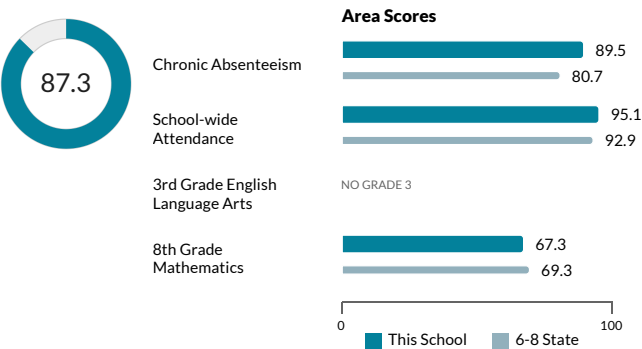 Area Scores
87.3
Chronic Absenteeism
89.5
80.7
School-wide
Attendance
95.1
92.9
3rd Grade English
Language Arts
NO GRADE 3
8th Grade
Mathematics
67.3
69.3
0
100
This School
6-8 State